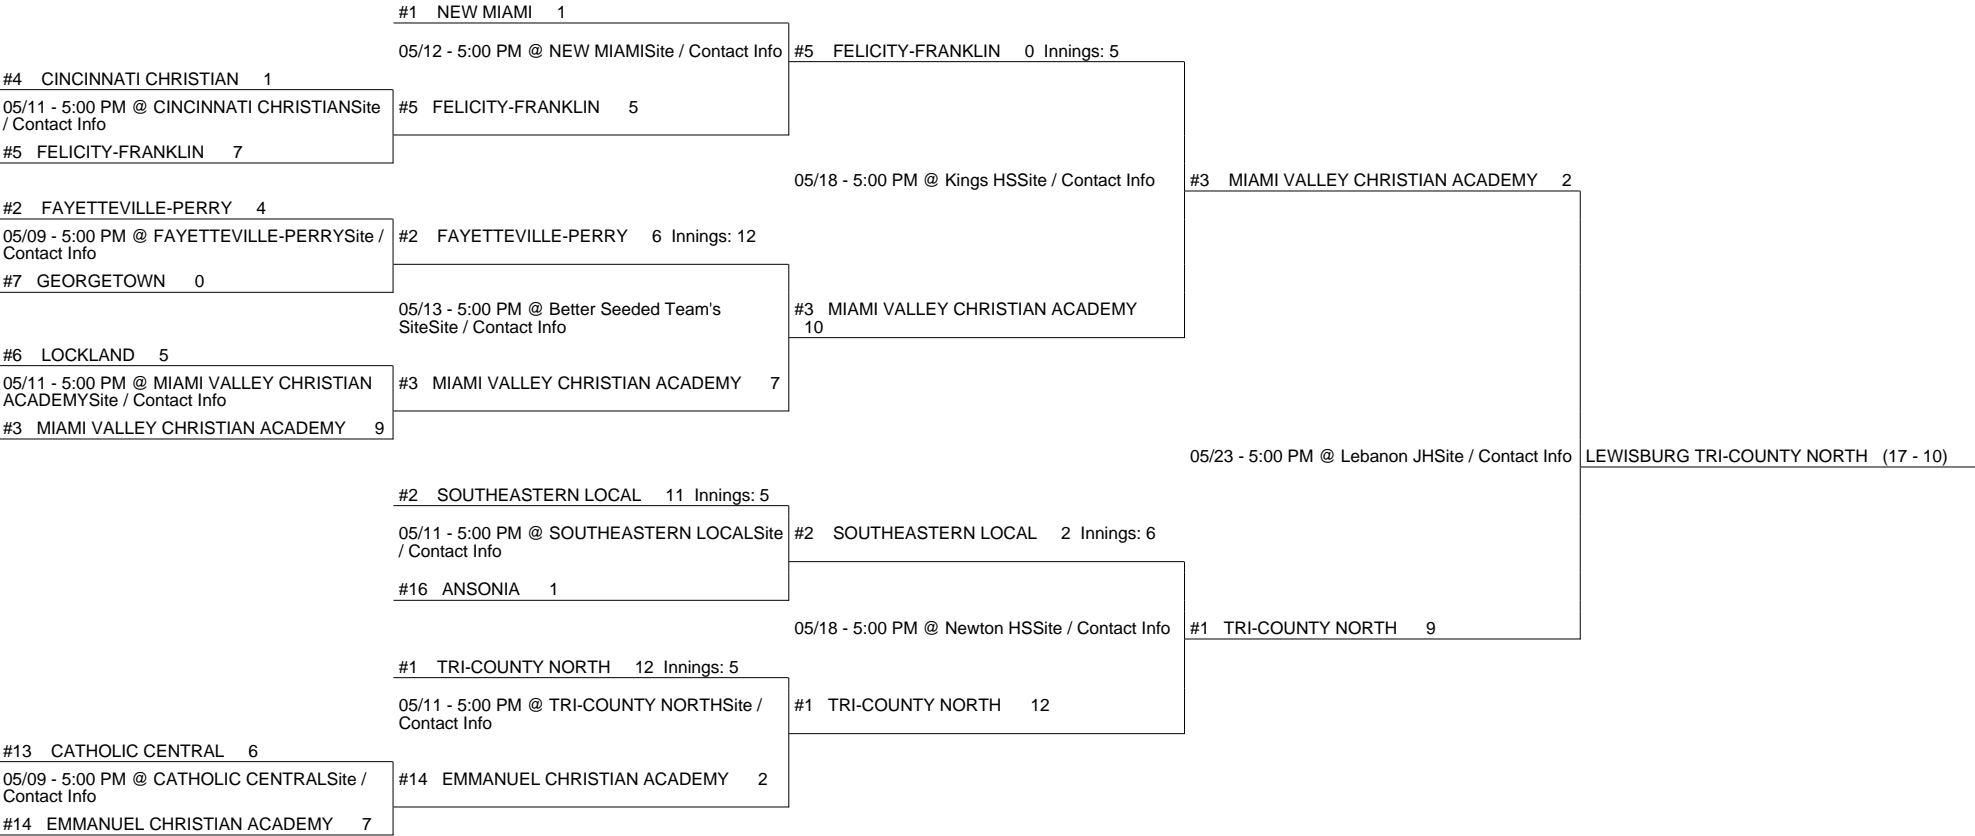 #1 NEW MIAMI 1
05/12 - 5:00 PM @ NEW MIAMISite / Contact Info
#5 FELICITY-FRANKLIN 0 Innings: 5
#4 CINCINNATI CHRISTIAN 1
05/11 - 5:00 PM @ CINCINNATI CHRISTIANSite
/ Contact Info
#5 FELICITY-FRANKLIN 5
#5 FELICITY-FRANKLIN 7
05/18 - 5:00 PM @ Kings HSSite / Contact Info
#3 MIAMI VALLEY CHRISTIAN ACADEMY 2
#2 FAYETTEVILLE-PERRY 4
05/09 - 5:00 PM @ FAYETTEVILLE-PERRYSite /
Contact Info
#2 FAYETTEVILLE-PERRY 6 Innings: 12
#7 GEORGETOWN 0
05/13 - 5:00 PM @ Better Seeded Team's
SiteSite / Contact Info
#3 MIAMI VALLEY CHRISTIAN ACADEMY
10
#6 LOCKLAND 5
05/11 - 5:00 PM @ MIAMI VALLEY CHRISTIAN
ACADEMYSite / Contact Info
#3 MIAMI VALLEY CHRISTIAN ACADEMY 7
#3 MIAMI VALLEY CHRISTIAN ACADEMY 9
05/23 - 5:00 PM @ Lebanon JHSite / Contact Info
LEWISBURG TRI-COUNTY NORTH (17 - 10)
#2 SOUTHEASTERN LOCAL 11 Innings: 5
05/11 - 5:00 PM @ SOUTHEASTERN LOCALSite
/ Contact Info
#2 SOUTHEASTERN LOCAL 2 Innings: 6
#16 ANSONIA 1
05/18 - 5:00 PM @ Newton HSSite / Contact Info
#1 TRI-COUNTY NORTH 9
#1 TRI-COUNTY NORTH 12 Innings: 5
05/11 - 5:00 PM @ TRI-COUNTY NORTHSite /
Contact Info
#1 TRI-COUNTY NORTH 12
#13 CATHOLIC CENTRAL 6
05/09 - 5:00 PM @ CATHOLIC CENTRALSite /
Contact Info
#14 EMMANUEL CHRISTIAN ACADEMY 2
#14 EMMANUEL CHRISTIAN ACADEMY 7